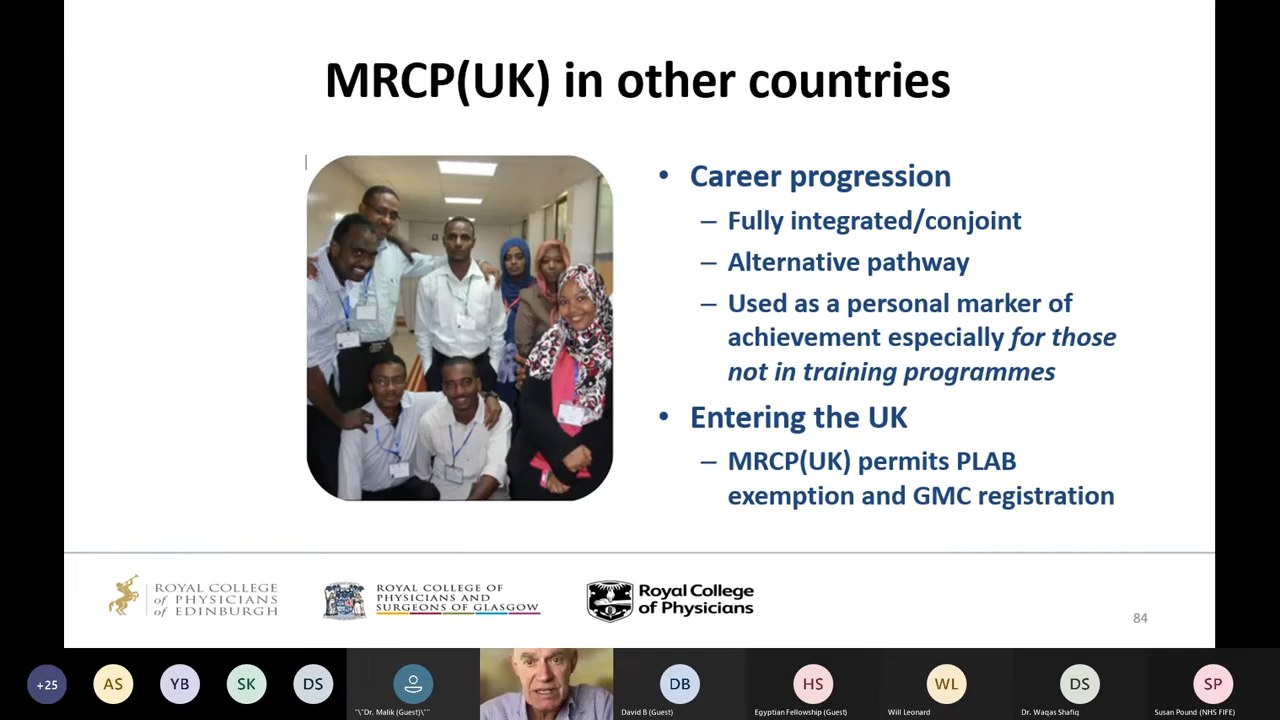 MRCP(UK) in other countries
• Career progression
– Fully integrated/conjoint
– Alternative pathway
– Used as a personal marker of
achievement especially for those
not in training programmes
• Entering the UK
– MRCP(UK) permits PLAB
exemption and GMC registration
ROYAL COLLEGE
of PHYSICIANS
of EDINBURGH
ROYAL COLLEGE OF
PHYSICIANS AND
SURGEONS OF GLASGOW
Royal College
of Physicians
84
+25
AS
YB
SK
DS
DB
HS
WL
DS
SP
"\"Dr. Malik (Guest)\""
David B (Guest)
Egyptian Fellowship (Guest)
Will Leonard
Dr. Waqas Shafiq
Susan Pound (NHS FIFE)